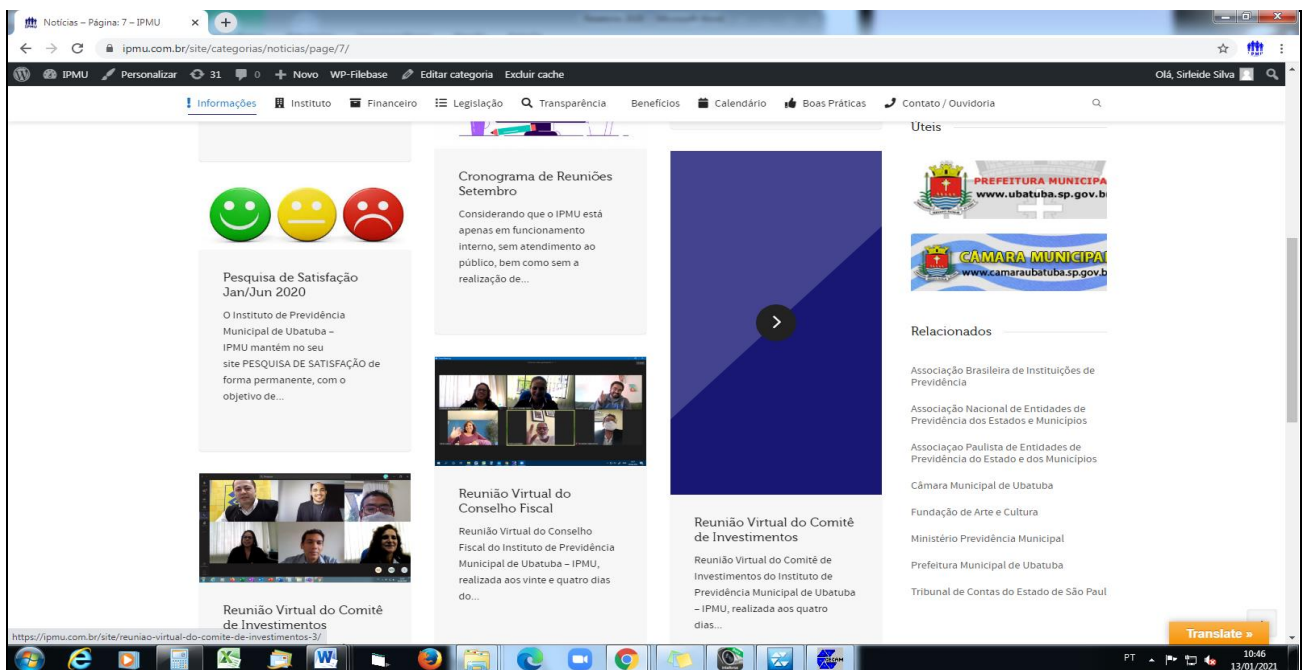 Notícias – Página: 7 – IPMU
ipmu.com.br/site/categorias/noticias/page/7/
IPMU Personalizar 31 0 Novo WP-Filebase Editar categoria Excluir cache Olá, Sirleide Silva
Informações Instituto Financeiro Legislação Transparência Benefícios Calendário Boas Práticas Contato / Ouvidoria
Pesquisa de Satisfação
Jan/Jun 2020
O Instituto de Previdência
Municipal de Ubatuba –
IPMU mantém no seu
site PESQUISA DE SATISFAÇÃO de
forma permanente, com o
objetivo de...
Reunião Virtual do Comitê
de Investimentos
Cronograma de Reuniões
Setembro
Considerando que o IPMU está
apenas em funcionamento
interno, sem atendimento ao
público, bem como sem a
realização de...
Reunião Virtual do
Conselho Fiscal
Reunião Virtual do Conselho
Fiscal do Instituto de Previdência
Municipal de Ubatuba – IPMU,
realizada aos vinte e quatro dias
do...
Reunião Virtual do Comitê
de Investimentos
Reunião Virtual do Comitê de
Investimentos do Instituto de
Previdência Municipal de Ubatuba
– IPMU, realizada aos quatro
dias...
Úteis
PREFEITURA MUNICIPA
www.ubatuba.sp.gov.b
CÂMARA MUNICIPA
www.camaraubatuba.sp.gov.b
Relacionados
Associação Brasileira de Instituições de
Previdência
Associação Nacional de Entidades de
Previdência dos Estados e Municípios
Associaçao Paulista de Entidades de
Previdência do Estado e dos Municípios
Câmara Municipal de Ubatuba
Fundação de Arte e Cultura
Ministério Previdência Municipal
Prefeitura Municipal de Ubatuba
Tribunal de Contas do Estado de São Paul
https://ipmu.com.br/site/reuniao-virtual-do-comite-de-investimentos-3/
Translate »
PT
10:46
13/01/2021